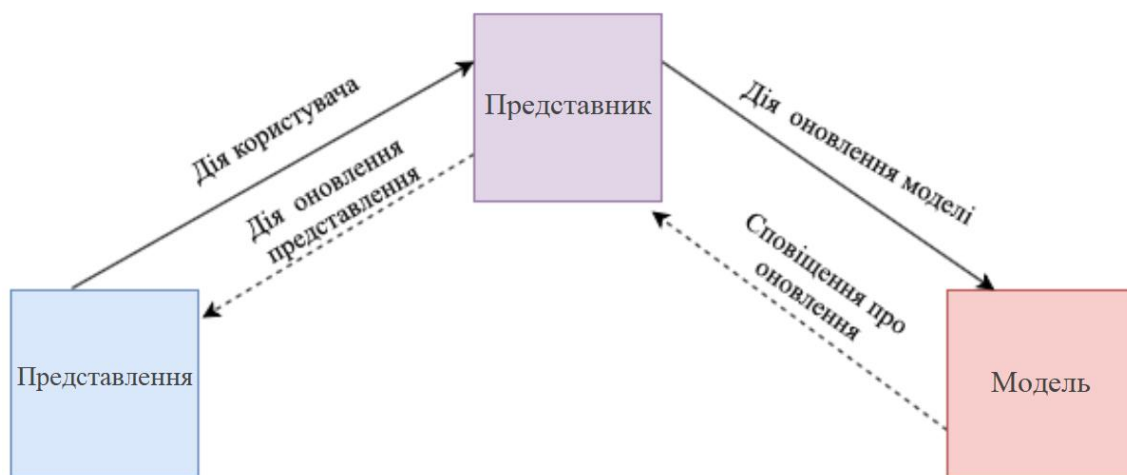 Представник
Дія користувача
Дія оновлення
представлення
Дія оновлення моделі
Сповіщення про
оновлення
Представлення
Модель